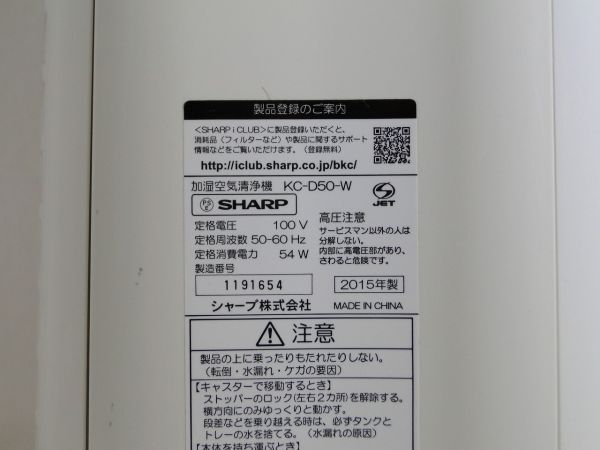 製品登録のご案内
<SHARP i CLUB>に製品登録いただくと、
消耗品(フィルターなど)や製品に関するサポート
情報などをご覧いただけます。(登録無料)
http://iclub.sharp.co.jp/bkc/
加湿空気清浄機 KC-D50-W
PS E SHARP
JET
定格電圧 100 V
定格周波数 50-60 Hz
定格消費電力 54 W
製造番号
1191654
シャープ株式会社
高圧注意
サービスマン以外の人は
分解しない。
内部に高電圧部があり、
さわると危険です。
2015年製
MADE IN CHINA
注意
製品の上に乗ったりもたれたりしない。
(転倒・水漏れ・ケガの要因)
【キャスターで移動するとき】
ストッパーのロック(左右2カ所)を解除する。
横方向にのみゆっくりと動かす。
段差などを乗り越える時は、必ずタンクと
トレーの水を捨てる。(水漏れの原因)
【本体を持ち運ぶとき】